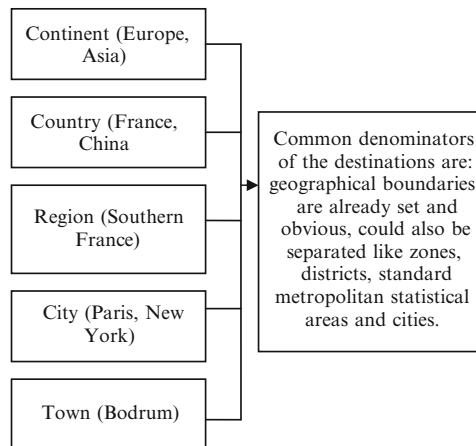 Continent (Europe,
Asia)
Country (France,
China
Region (Southern
France)
City (Paris, New
York)
Town (Bodrum)
Common denominators
of the destinations are:
geographical boundaries
are already set and
obvious, could also be
separated like zones,
districts, standard
metropolitan statistical
areas and cities.